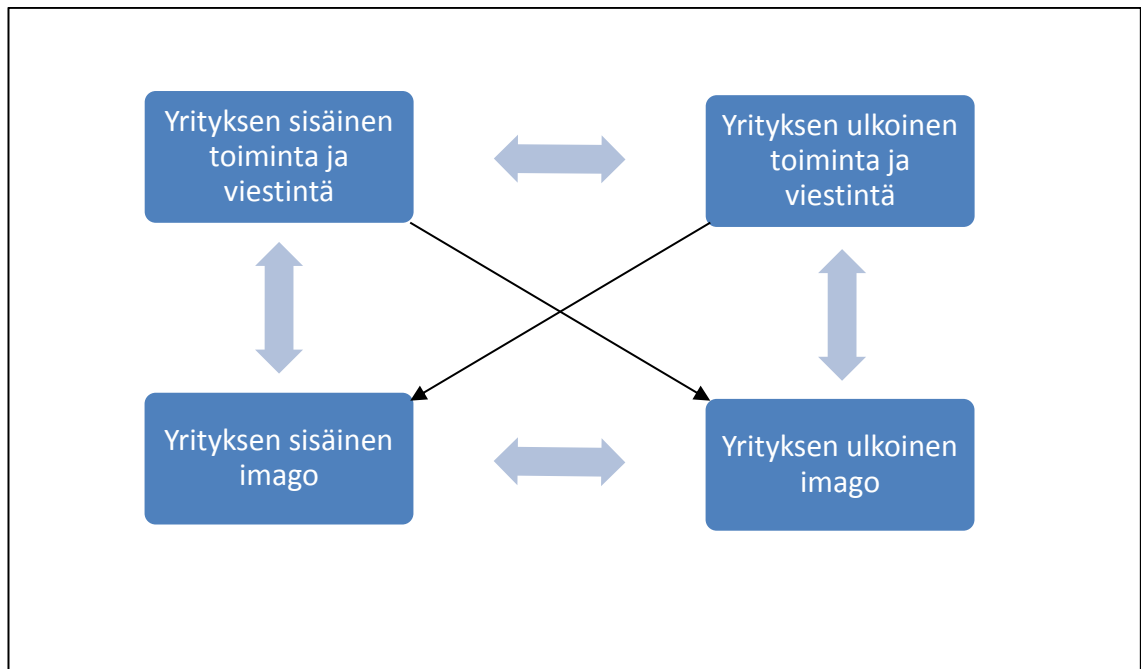 Yrityksen sisäinen
toiminta ja
viestintä
Yrityksen ulkoinen
toiminta ja
viestintä
Yrityksen sisäinen
imago
Yrityksen ulkoinen
imago